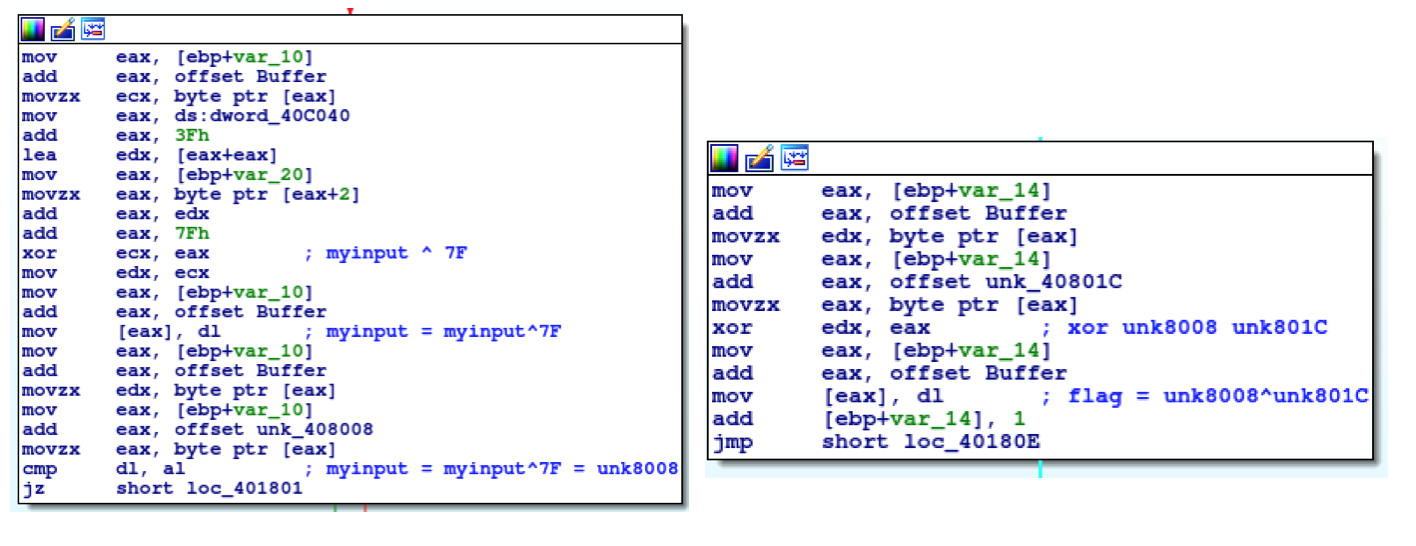 mov eax, [ebp+var_10]
add eax, offset Buffer
movzx ecx, byte ptr [eax]
mov eax, ds:dword_40C040
add eax, 3Fh
lea edx, [eax+eax]
mov eax, [ebp+var_20]
movzx eax, byte ptr [eax+2]
add eax, edx
add eax, 7Fh
xor ecx, eax ; myinput ^ 7F
mov edx, ecx
mov eax, [ebp+var_10]
add eax, offset Buffer
mov [eax], dl ; myinput = myinput^7F
mov eax, [ebp+var_10]
add eax, offset Buffer
movzx edx, byte ptr [eax]
mov eax, [ebp+var_10]
add eax, offset unk_408008
movzx eax, byte ptr [eax]
cmp dl, al ; myinput = myinput^7F = unk8008
jz short loc_401801
mov eax, [ebp+var_14]
add eax, offset Buffer
movzx edx, byte ptr [eax]
mov eax, [ebp+var_14]
add eax, offset unk_40801C
movzx eax, byte ptr [eax]
xor edx, eax ; xor unk8008 unk801C
mov eax, [ebp+var_14]
add eax, offset Buffer
mov [eax], dl ; flag = unk8008^unk801C
add [ebp+var_14], 1
jmp short loc_40180E